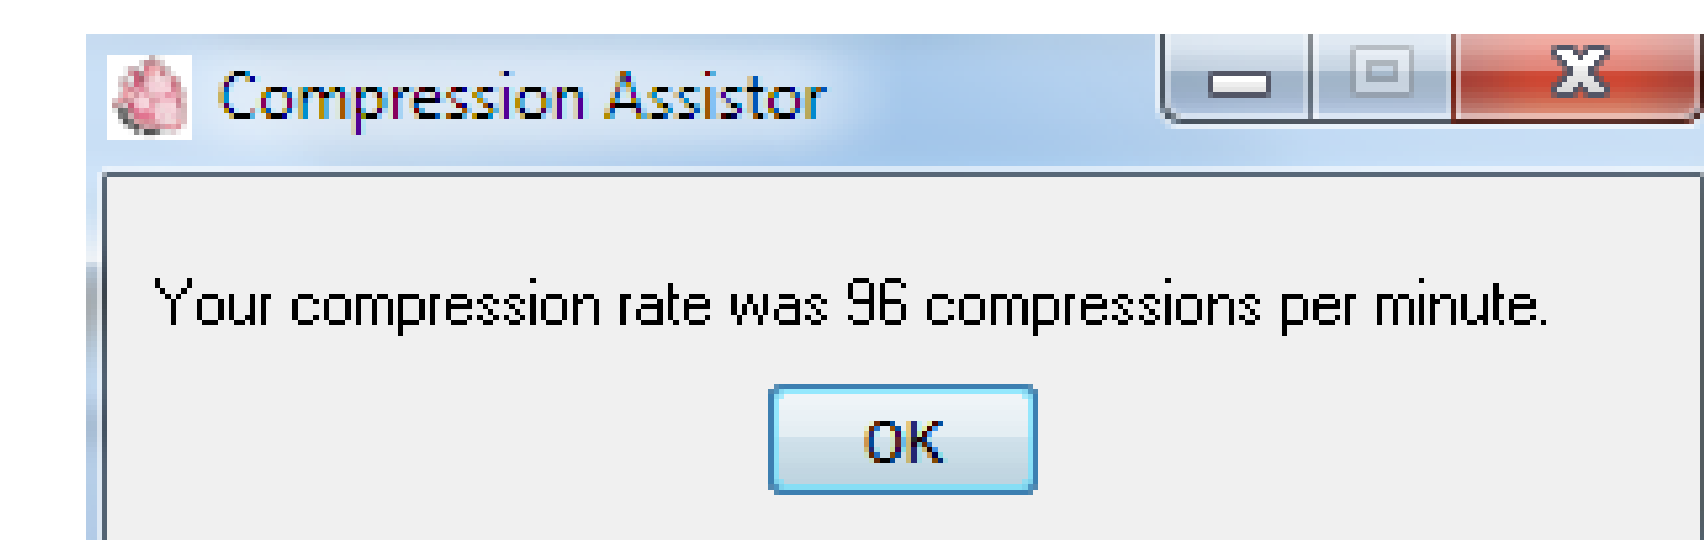 Compression Assistor
Your compression rate was 96 compressions per minute.
OK